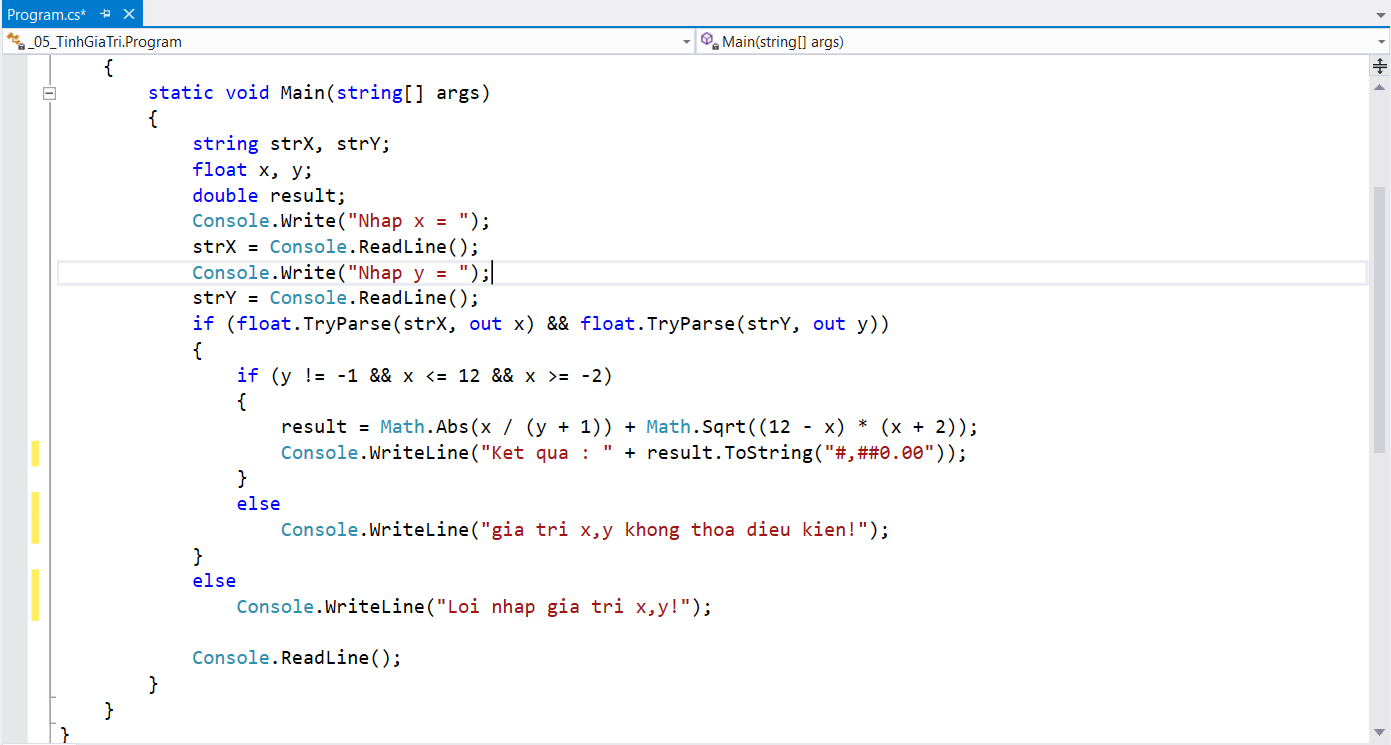 Program.cs*
_05_TinhGiaTri.Program
Main(string[] args)
{
static void Main(string[] args)
{
string strX, strY;
float x, y;
double result;
Console.Write("Nhap x = ");
strX = Console.ReadLine();
Console.Write("Nhap y = ");
strY = Console.ReadLine();
if (float.TryParse(strX, out x) && float.TryParse(strY, out y))
{
if (y != -1 && x <= 12 && x >= -2)
{
result = Math.Abs(x / (y + 1)) + Math.Sqrt((12 - x) * (x + 2));
Console.WriteLine("Ket qua : " + result.ToString("#,##0.00"));
}
else
Console.WriteLine("gia tri x,y khong thoa dieu kien!");
}
else
Console.WriteLine("Loi nhap gia tri x,y!");
Console.ReadLine();
}
}
}